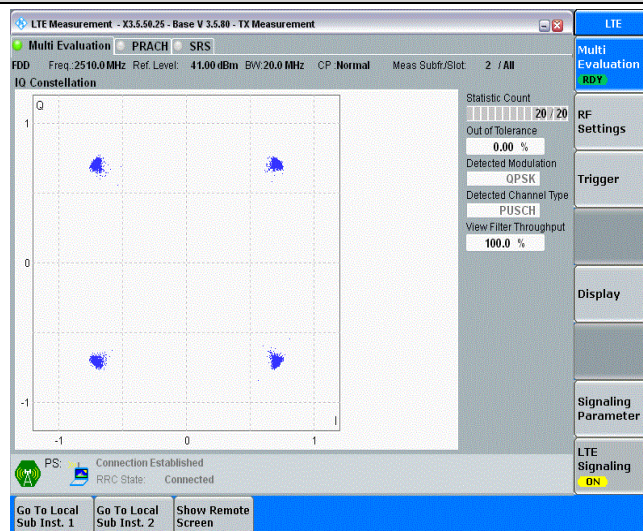 LTE Measurement - X3.5.50.25 - Base V 3.5.80 - TX Measurement
LTE
Multi Evaluation PRACH SRS
FDD Freq.:2510.0 MHz Ref. Level: 41.00 dBm BW:20.0 MHz CP :Normal Meas Subfr./Slot: 2 / All
IQ Constellation
Q
1
0
-1
-1 0 1
I
Statistic Count
20 / 20
Out of Tolerance
0.00 %
Detected Modulation
QPSK
Detected Channel Type
PUSCH
View Filter Throughput
100.0 %
Multi
Evaluation
RDY
RF
Settings
Trigger
Display
Signaling
Parameter
LTE
Signaling
ON
PS: Connection Established
RRC State: Connected
Go To Local
Sub Inst. 1
Go To Local
Sub Inst. 2
Show Remote
Screen